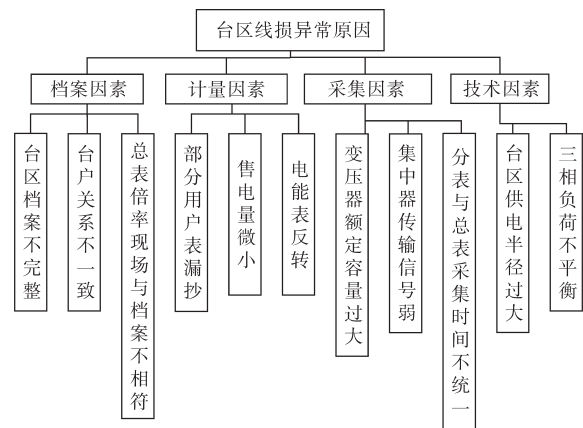 台区线损异常原因
档案因素
计量因素
采集因素
技术因素
台区档案不完整
台户关系不一致
总表倍率现场与档案不相符
部分用户表漏抄
售电量微小
电能表反转
变压器额定容量过大
集中器传输信号弱
分表与总表采集时间不统一
台区供电半径过大
三相负荷不平衡